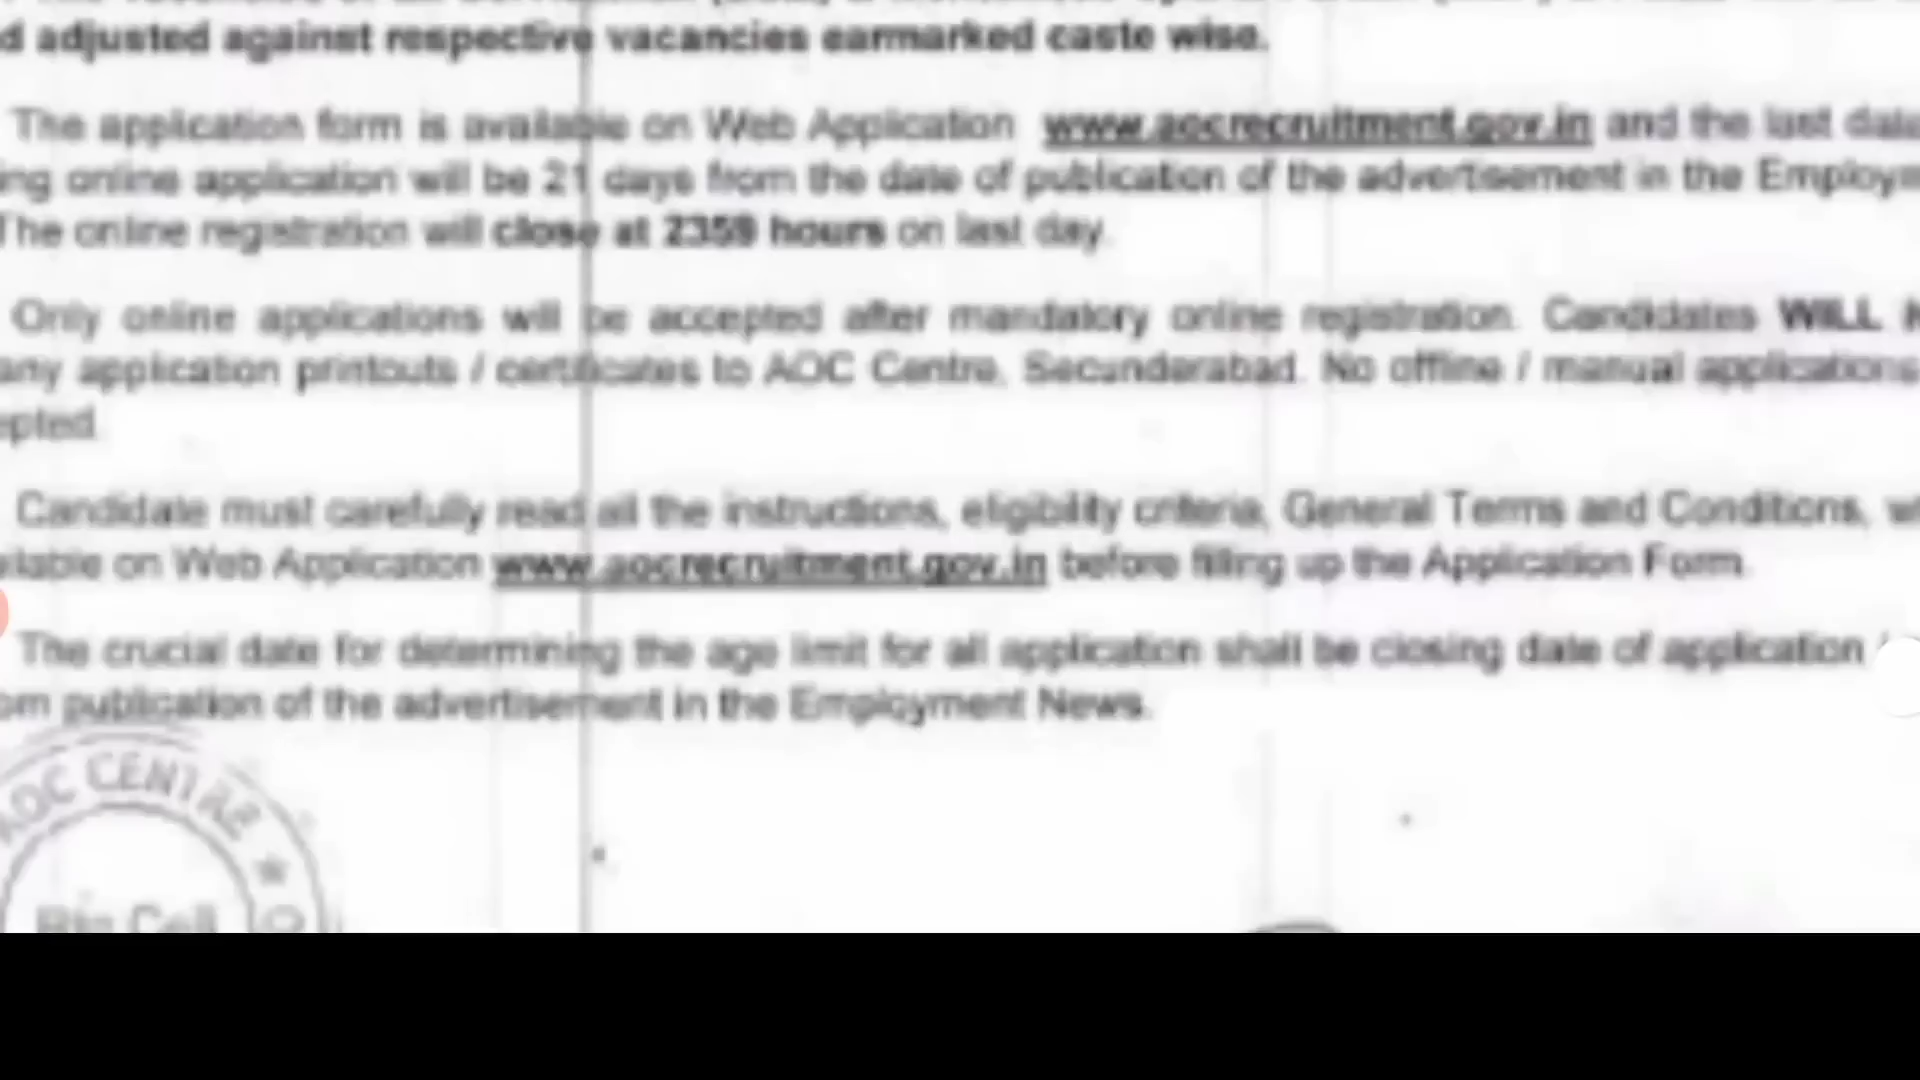 d adjusted against respective vacancies earmarked caste wise.
The application form is available on Web Application www.aocrecruitment.gov.in and the last date
ing online application will be 21 days from the date of publication of the advertisement in the Employm
The online registration will close at 2359 hours on last day.
Only online applications will be accepted after mandatory online registration. Candidates WILL N
any application printouts / certificates to AOC Centre, Secunderabad. No offline / manual applications
epted.
Candidate must carefully read all the instructions, eligibility criteria, General Terms and Conditions, wh
ailable on Web Application www.aocrecruitment.gov.in before filling up the Application Form.
The crucial date for determining the age limit for all application shall be closing date of application /
om publication of the advertisement in the Employment News.
AOC CENTRE
Cell